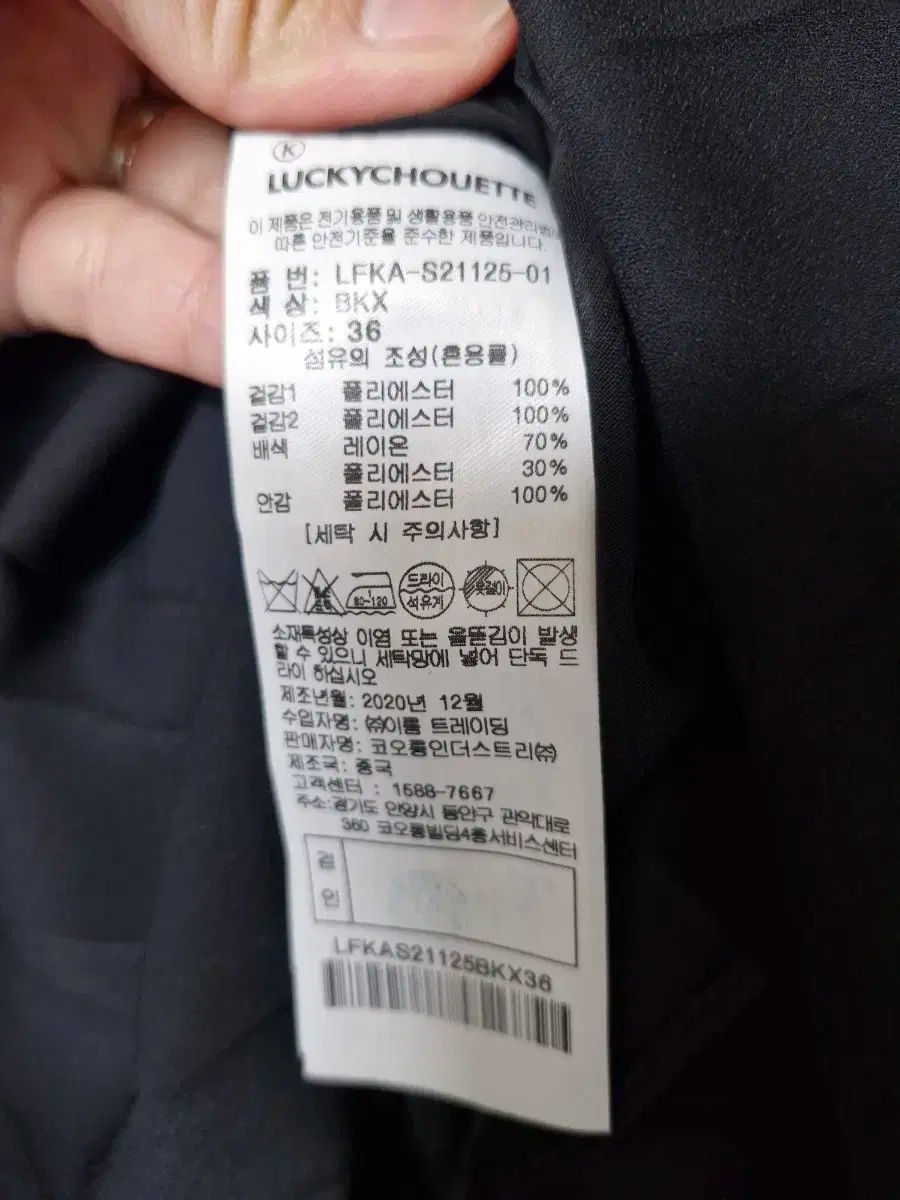 K
LUCKYCHOUETTE
이 제품은 전기용품 및 생활용품 안전관리법에
따른 안전기준을 준수한 제품입니다.
품 번: LFKA-S21125-01
색 상: BKX
사이즈: 36
섬유의 조성(혼용률)
겉감1 폴리에스터 100%
겉감2 폴리에스터 100%
배색 레이온 70%
폴리에스터 30%
안감 폴리에스터 100%
[세탁 시 주의사항]
80~120
드라이
석유계
옷걸이
소재특성상 이염 또는 올뜯김이 발생
할 수 있으니 세탁망에 넣어 단독 드
라이 하십시오
제조년월: 2020년 12월
수입자명: ㈜이룸 트레이딩
판매자명: 코오롱인더스트리㈜
제조국: 중국
고객센터 : 1588-7667
주소:경기도 안양시 동안구 관악대로
360 코오롱빌딩4층서비스센터
검
인
LFKAS21125BKX36